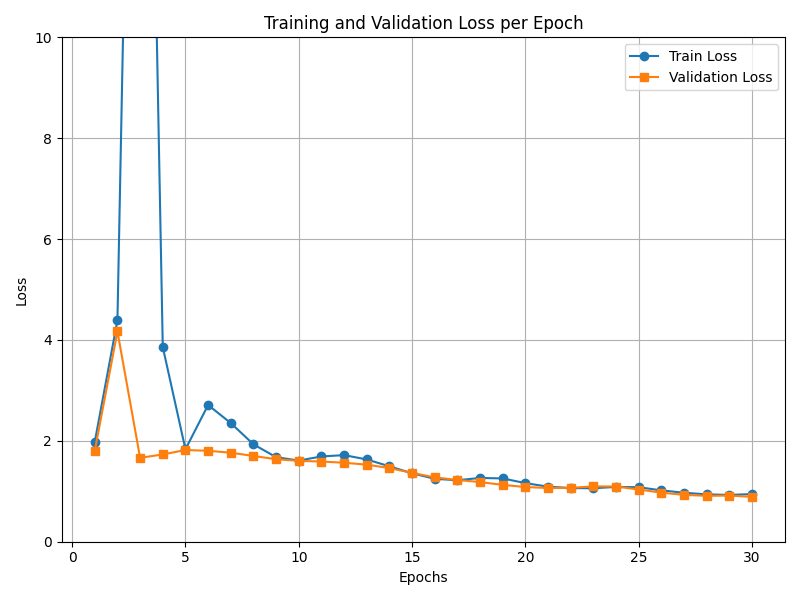 Training and Validation Loss per Epoch
Train Loss
Validation Loss
10
8
6
4
2
0
Loss
0 5 10 15 20 25 30
Epochs